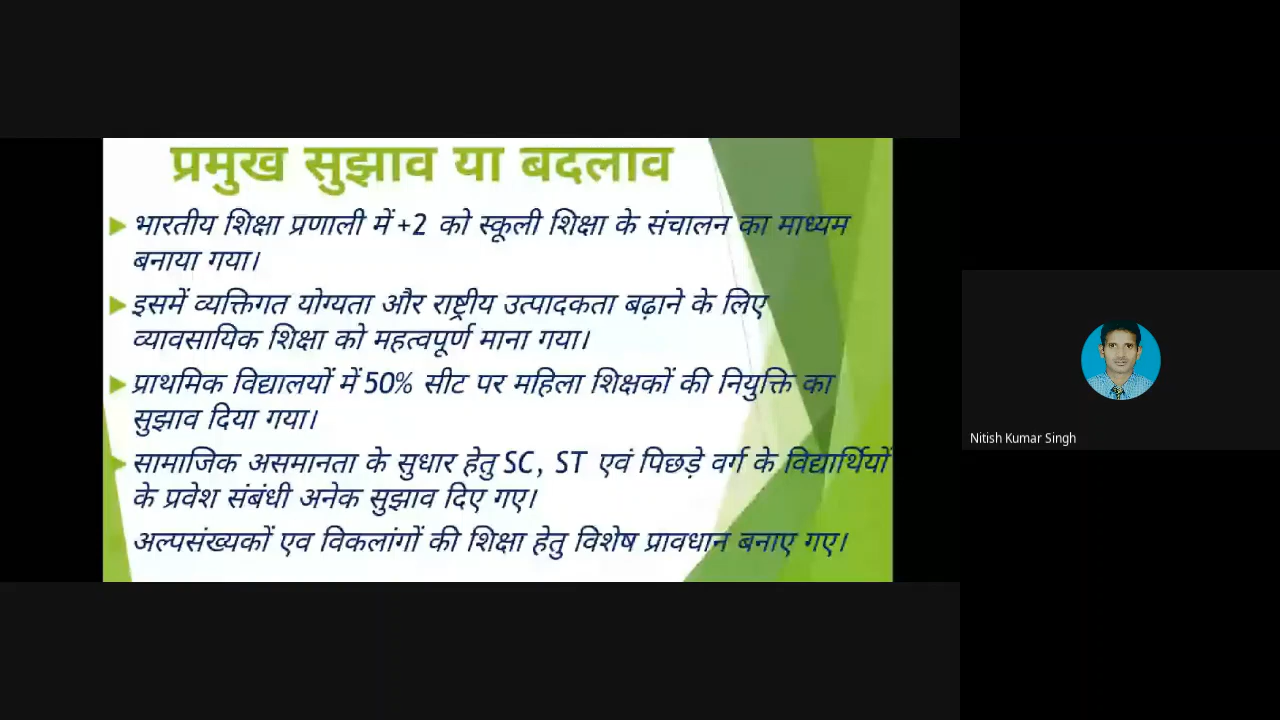 प्रमुख सुझाव या बदलाव
भारतीय शिक्षा प्रणाली में +2 को स्कूली शिक्षा के संचालन का माध्यम
बनाया गया।
इसमें व्यक्तिगत योग्यता और राष्ट्रीय उत्पादकता बढ़ाने के लिए
व्यावसायिक शिक्षा को महत्वपूर्ण माना गया।
प्राथमिक विद्यालयों में 50% सीट पर महिला शिक्षकों की नियुक्ति का
सुझाव दिया गया।
सामाजिक असमानता के सुधार हेतु SC, ST एवं पिछड़े वर्ग के विद्यार्थियों
के प्रवेश संबंधी अनेक सुझाव दिए गए।
अल्पसंख्यकों एव विकलांगों की शिक्षा हेतु विशेष प्रावधान बनाए गए।
Nitish Kumar Singh